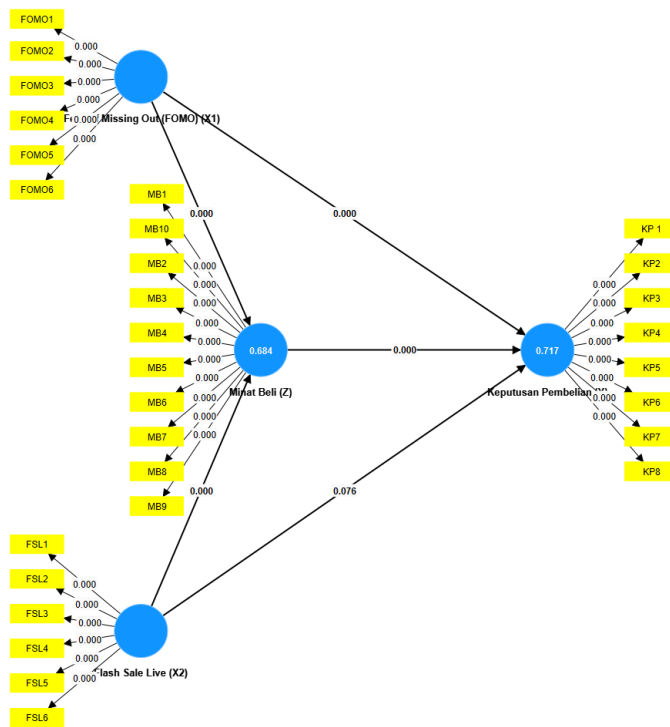 FOMO1
FOMO2
FOMO3
FOMO4
FOMO5
FOMO6
0.000
0.000
0.000
0.000
0.000
0.000
Missing Out (FOMO) (X1)
0.000
0.000
MB1
MB10
MB2
MB3
MB4
MB5
MB6
MB7
MB8
MB9
0.000
0.000
0.000
0.000
0.000
0.000
0.000
0.000
0.000
0.000
0.684
Minat Beli (Z)
0.000
0.717
Keputusan Pembelian
KP 1
KP2
KP3
KP4
KP5
KP6
KP7
KP8
0.000
0.000
0.000
0.000
0.000
0.000
0.000
0.000
0.000
0.076
FSL1
FSL2
FSL3
FSL4
FSL5
FSL6
0.000
0.000
0.000
0.000
0.000
0.000
Flash Sale Live (X2)